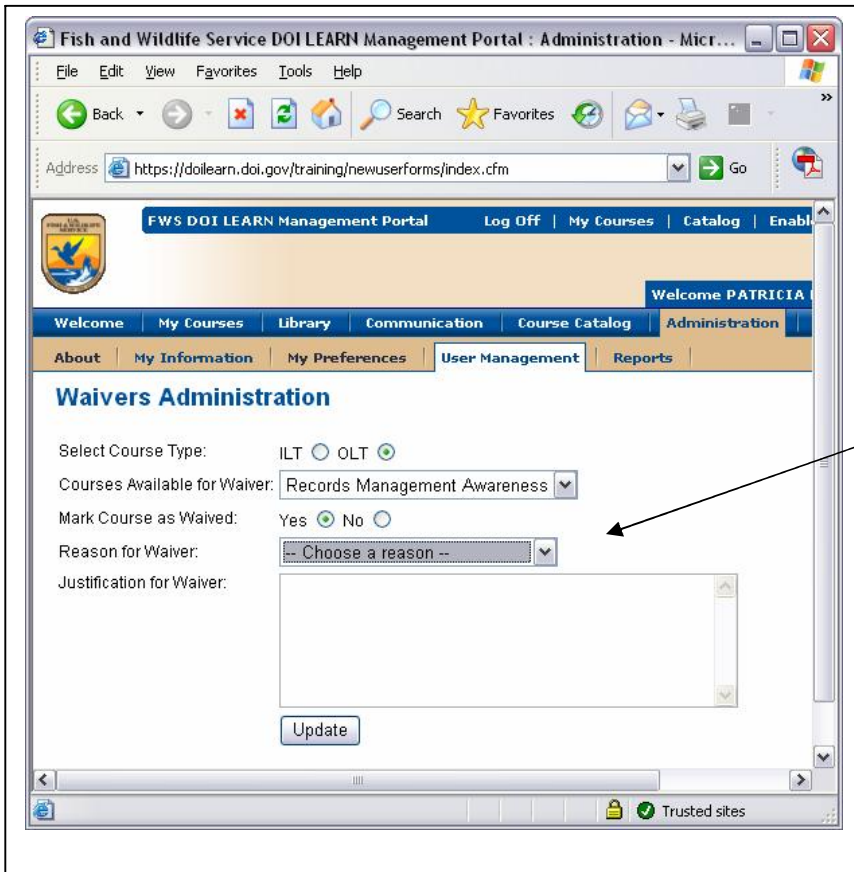 Fish and Wildlife Service DOI LEARN Management Portal : Administration - Micr...
File Edit View Favorites Tools Help
Back Search Favorites »
Address https://doilearn.doi.gov/training/newuserforms/index.cfm Go
U.S.
FISH & WILDLIFE
SERVICE
FWS DOI LEARN Management Portal Log Off | My Courses | Catalog | Enabl
Welcome PATRICIA
Welcome | My Courses | Library | Communication | Course Catalog | Administration |
About | My Information | My Preferences | User Management | Reports |
Waivers Administration
Select Course Type: ILT OLT
Courses Available for Waiver: Records Management Awareness
Mark Course as Waived: Yes No
Reason for Waiver: -- Choose a reason --
Justification for Waiver:
Update
Trusted sites